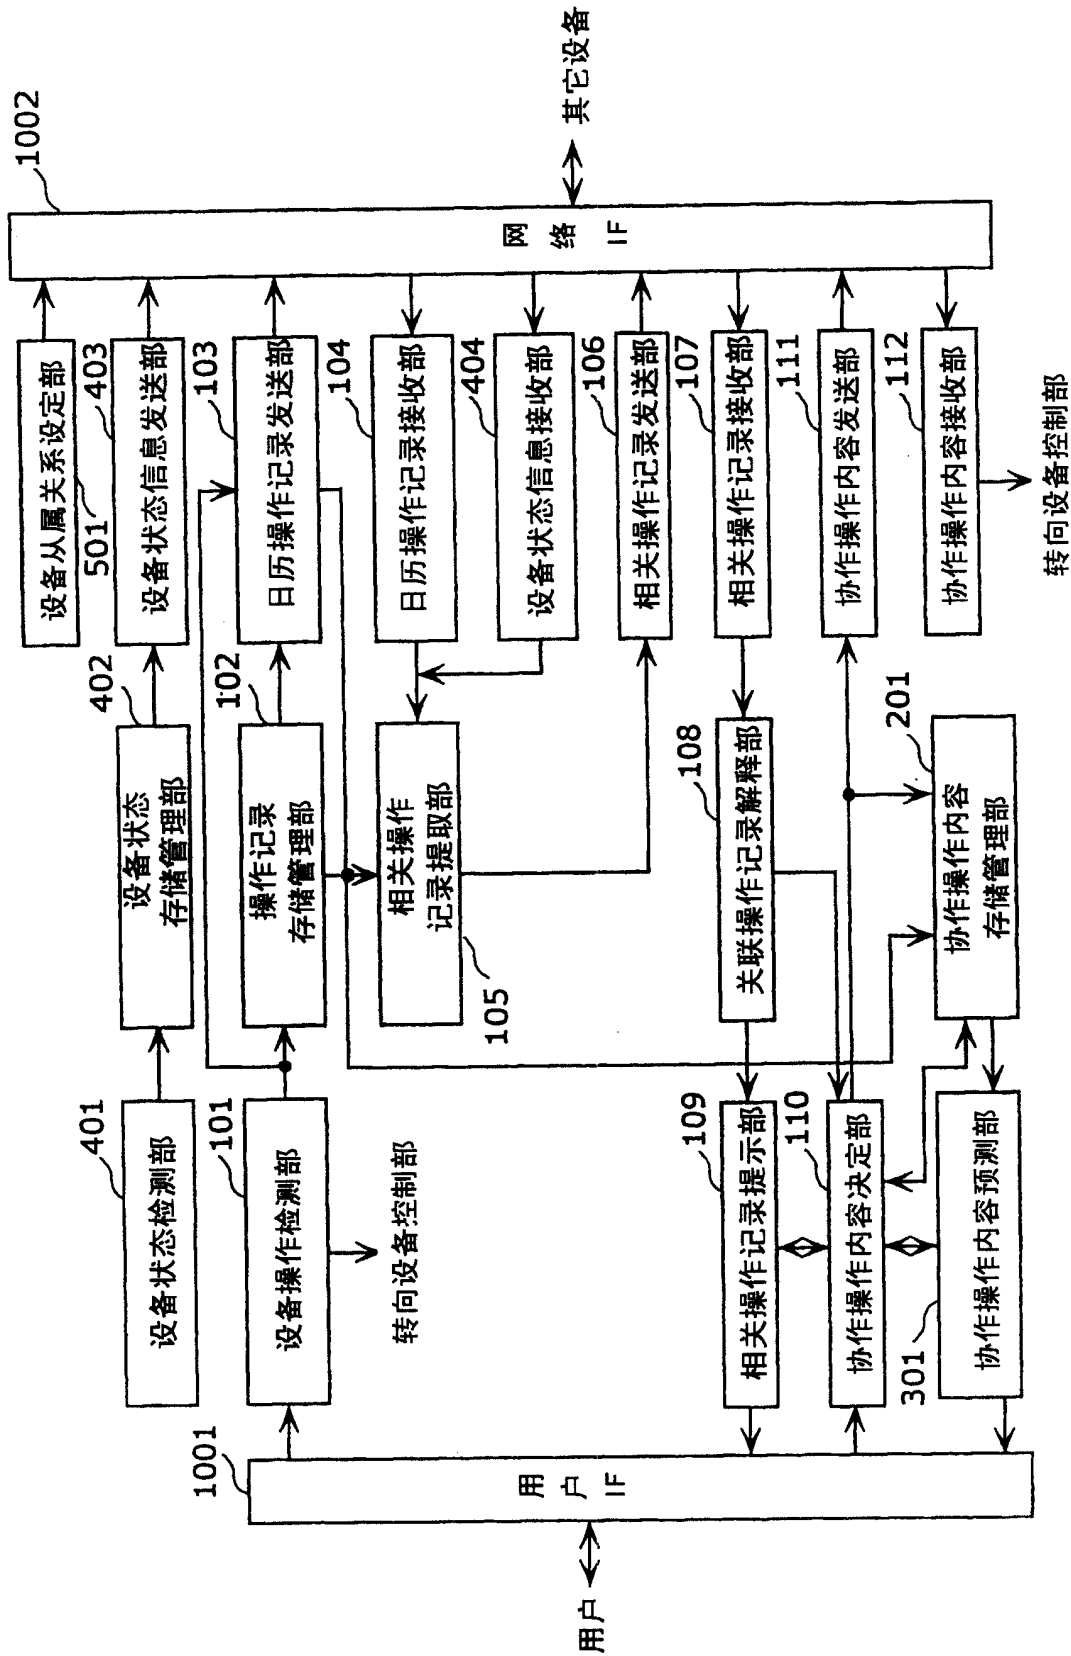 用户
1001
用户 IF
401
设备状态检测部
402
设备状态
存储管理部
403
设备状态信息发送部
501
设备从属关系设定部
1002
网络 IF
其它设备
101
设备操作检测部
转向设备控制部
102
操作记录
存储管理部
103
日历操作记录发送部
104
日历操作记录接收部
404
设备状态信息接收部
105
相关操作
记录提取部
106
相关操作记录发送部
107
相关操作记录接收部
108
关联操作记录解释部
109
相关操作记录提示部
110
协作操作内容决定部
111
协作操作内容发送部
112
协作操作内容接收部
转向设备控制部
201
协作操作内容
存储管理部
301
协作操作内容预测部